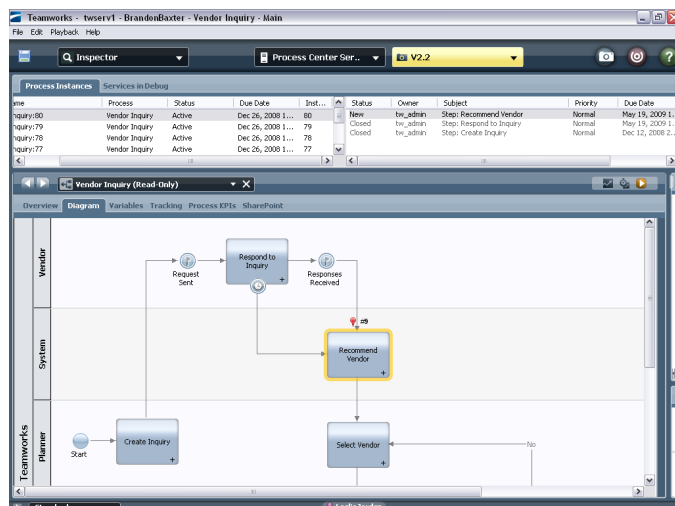 Teamworks - twserv1 - BrandonBaxter - Vendor Inquiry - Main
File Edit Playback Help
Inspector
Process Center Ser..
V2.2
?
Process Instances Services in Debug
Process Status Due Date Inst...
Status Owner Subject Priority Due Date
nquiry:80 Vendor Inquiry Active Dec 26, 2008 1... 80
New tw_admin Step: Recommend Vendor Normal May 19, 2009 1.
nquiry:79 Vendor Inquiry Active Dec 26, 2008 1... 79
Closed tw_admin Step: Respond to Inquiry Normal May 19, 2009 1.
nquiry:78 Vendor Inquiry Active Dec 26, 2008 1... 78
Closed tw_admin Step: Create Inquiry Normal Dec 12, 2008 2..
nquiry:77 Vendor Inquiry Active Dec 26, 2008 1... 77
Vendor Inquiry (Read-Only)
Overview Diagram Variables Tracking Process KPIs SharePoint
Vendor
Request
Sent
Respond to
Inquiry
Responses
Received
System
#9
Recommend
Vendor
Teamworks
Planner
Start
Create Inquiry
Select Vendor
No